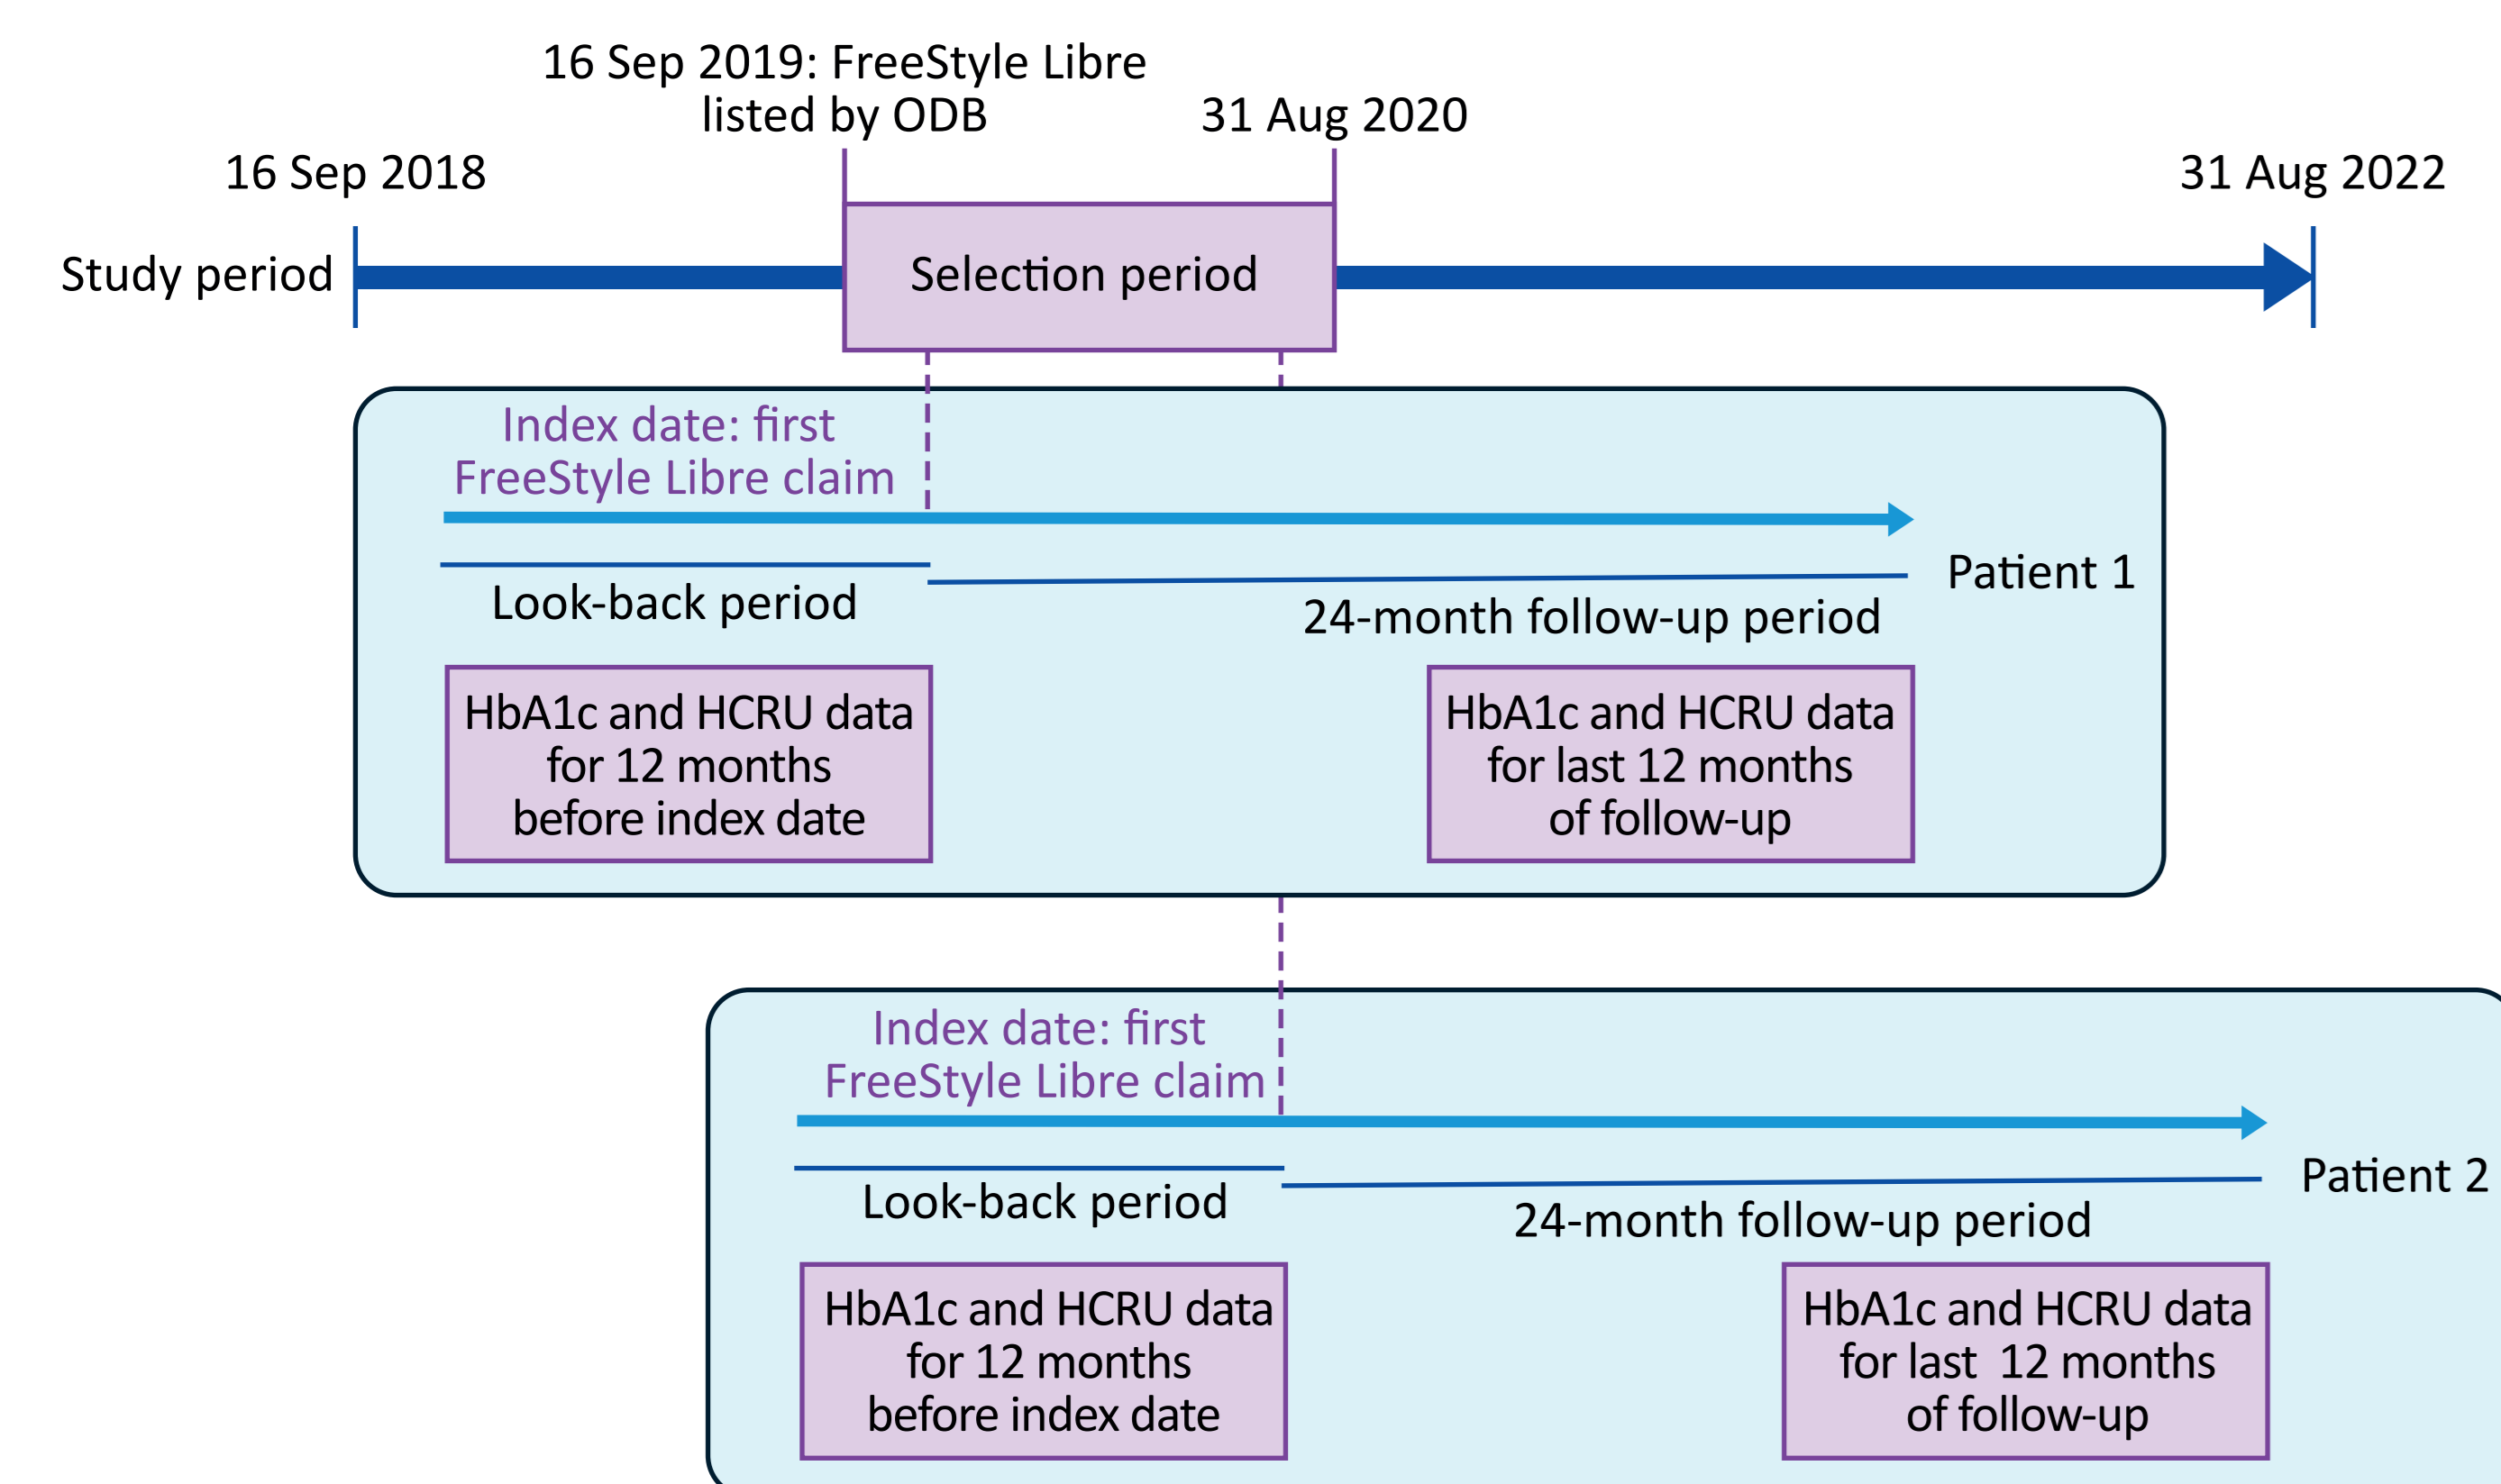 16 Sep 2019: FreeStyle Libre
listed by ODB
31 Aug 2020
16 Sep 2018
31 Aug 2022
Study period
Selection period
Index date: first
FreeStyle Libre claim
Look-back period
24-month follow-up period
Patient 1
HbA1c and HCRU data
for 12 months
before index date
HbA1c and HCRU data
for last 12 months
of follow-up
Index date: first
FreeStyle Libre claim
Look-back period
24-month follow-up period
Patient 2
HbA1c and HCRU data
for 12 months
before index date
HbA1c and HCRU data
for last  12 months
of follow-up